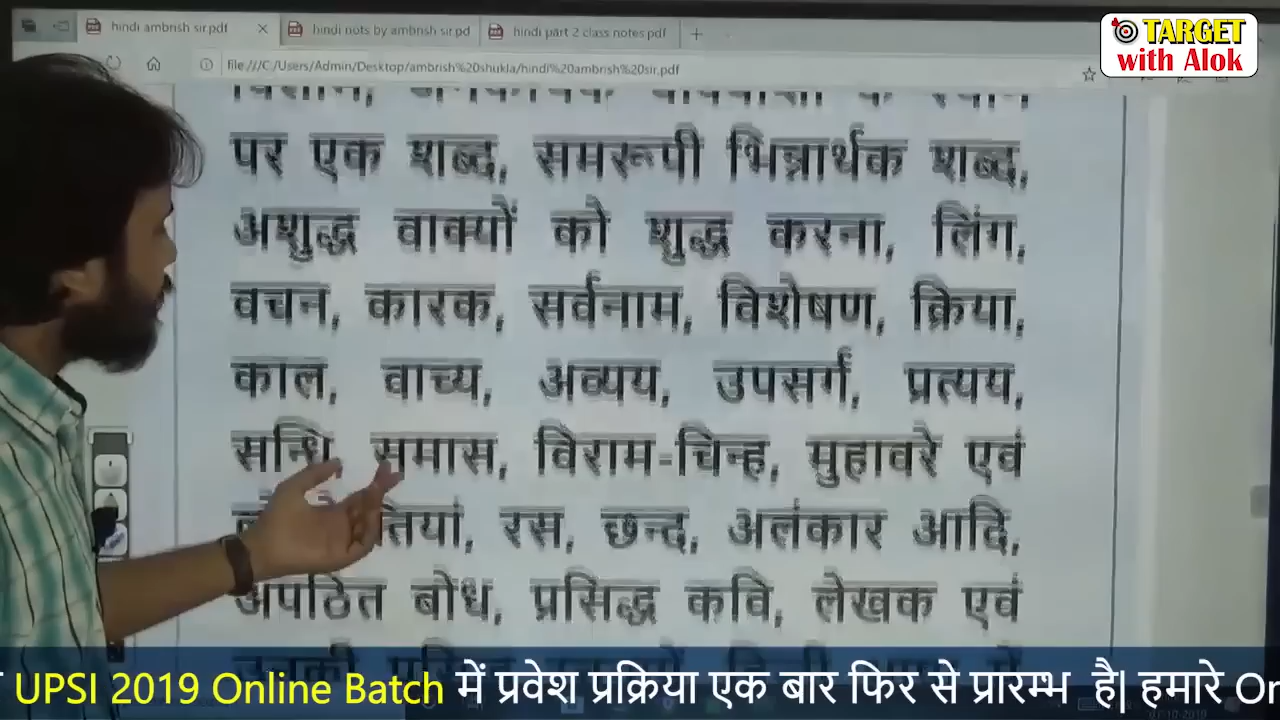 hindi ambrish sir.pdf
hindi nots by ambrish sir pd
hindi part 2 class notes.pdf
TARGET
with Alok
file:///C:/Users/Admin/Desktop/ambrish%20shukla/hindi%20ambrish%20sir.pdf
पर एक शब्द, समरूपी भिन्नार्थक शब्द,
अशुद्ध वाक्यों को शुद्ध करना, लिंग,
वचन, कारक, सर्वनाम, विशेषण, क्रिया,
काल, वाच्य, अव्यय, उपसर्ग, प्रत्यय,
सन्धि समास, विराम-चिन्ह, मुहावरे एवं
रस, छन्द, अलंकार आदि,
अपठित बोध, प्रसिद्ध कवि, लेखक एवं
UPSI 2019 Online Batch में प्रवेश प्रक्रिया एक बार फिर से प्रारम्भ है| हमारे